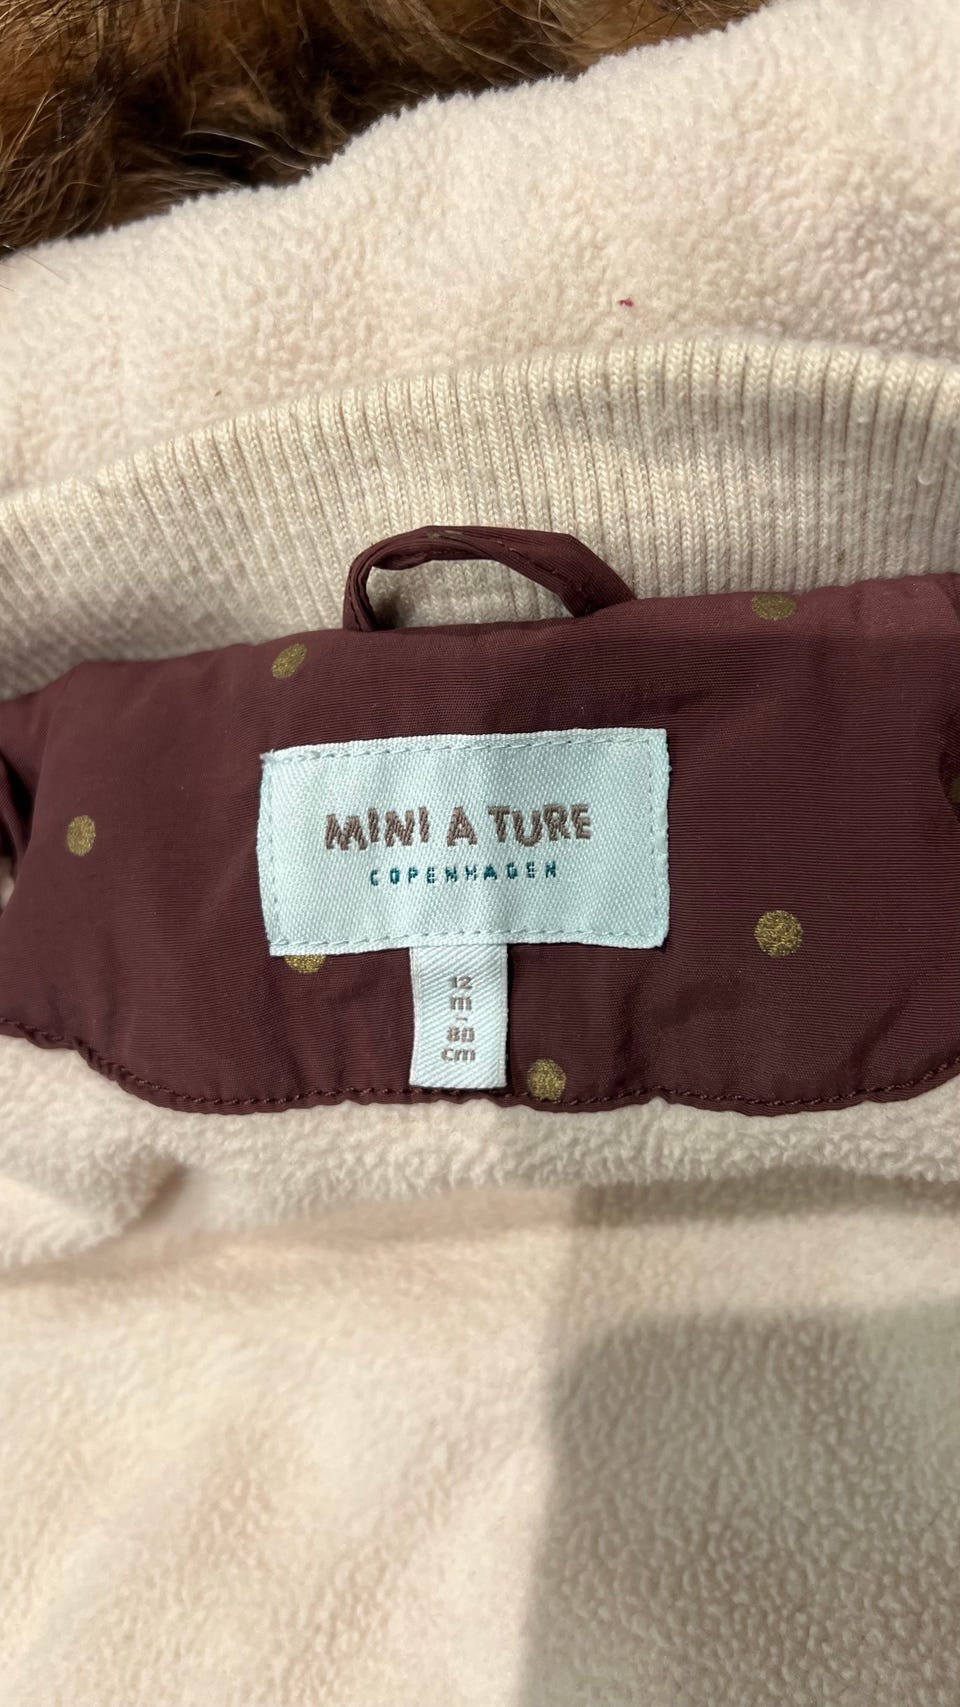 MINI A TURE
COPENHAGEN
12
m
-
80
cm